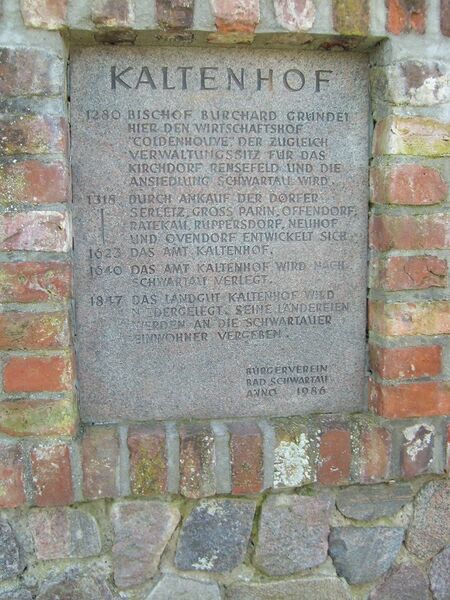 KALTENHOF
1280 BISCHOF BURCHARD GRÜNDET
HIER DEN WIRTSCHAFTSHOF
"COLDENHOUVE", DER ZUGLEICH
VERWALTUNGSSITZ FÜR DAS
KIRCHDORF RENSEFELD UND DIE
ANSIEDLUNG SCHWARTAU WIRD.
1315 DURCH ANKAUF DER DÖRFER
SERETZ, GROSS PARIN, OFFENDORF,
RATEKAU, RUPPERSDORF, NEUHOF
UND OVENDORF ENTWICKELT SICH
1623 DAS AMT KALTENHOF.
1640 DAS AMT KALTENHOF WIRD NACH
SCHWARTAU VERLEGT.
1847 DAS LANDGUT KALTENHOF WIRD
NIEDERGELEGT. SEINE LÄNDEREIEN
WERDEN AN DIE SCHWARTAUER
EINWOHNER VERGEBEN.
BÜRGERVEREIN
BAD SCHWARTAU
ANNO 1986